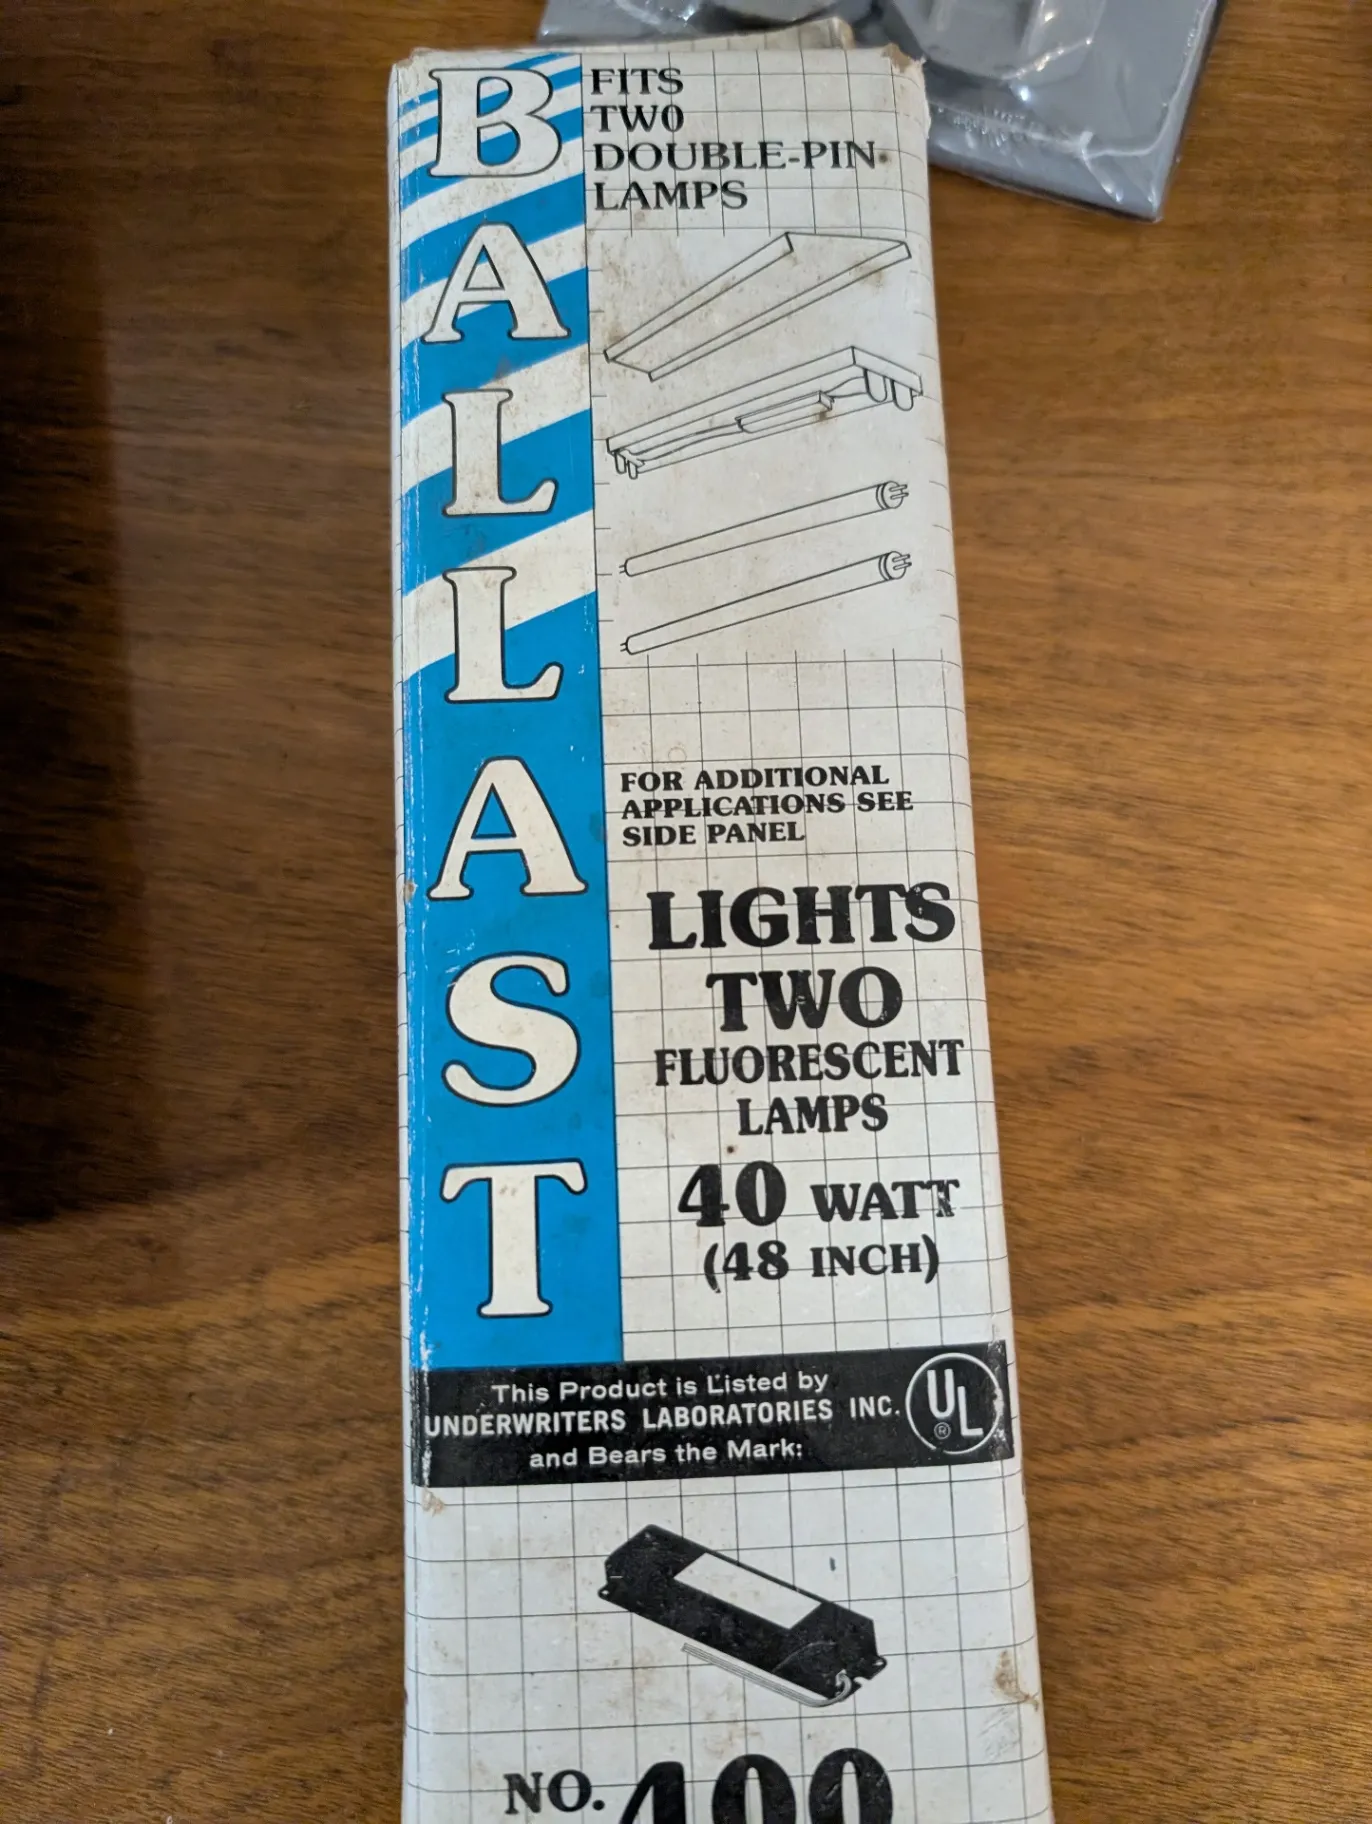 BALLAST
FITS
TWO
DOUBLE-PIN
LAMPS
FOR ADDITIONAL
APPLICATIONS SEE
SIDE PANEL
LIGHTS
TWO
FLUORESCENT
LAMPS
40 WATT
(48 INCH)
This Product is Listed by
UNDERWRITERS LABORATORIES INC.
and Bears the Mark:
UL
®
NO. 400